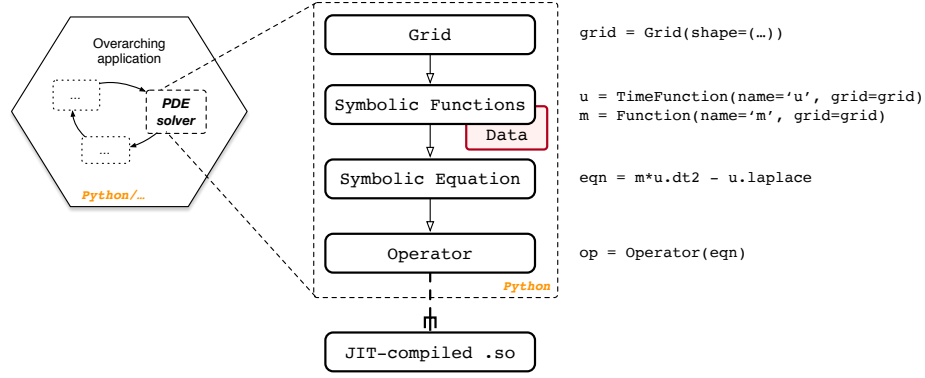 Overarching
application
...
PDE
solver
...
Python/…
Grid
grid = Grid(shape=(…))
Symbolic Functions
Data
u = TimeFunction(name=‘u’, grid=grid)
m = Function(name=‘m’, grid=grid)
Symbolic Equation
eqn = m*u.dt2 - u.laplace
Operator
op = Operator(eqn)
Python
JIT-compiled .so